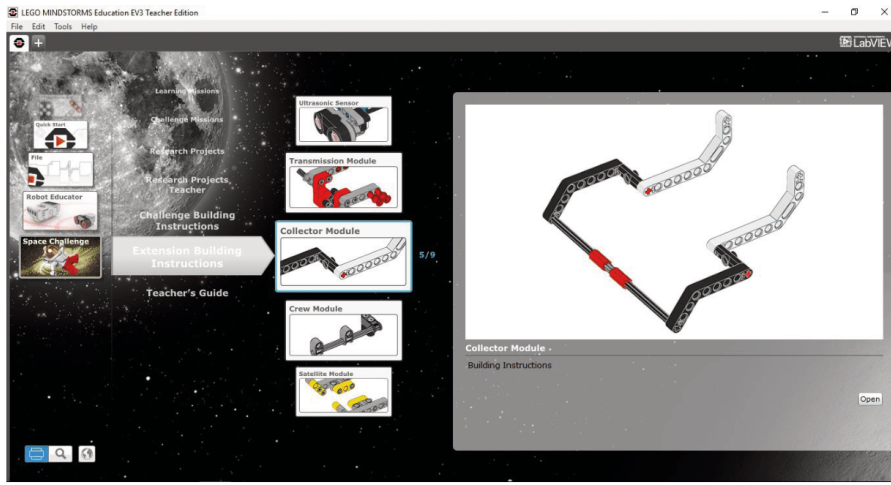 LEGO MINDSTORMS Education EV3 Teacher Edition
File Edit Tools Help
LabVIEW
Quick Start
File
Robot Educator
Space Challenge
Learning Missions
Challenge Missions
Research Projects
Research Projects
Teacher
Challenge Building
Instructions
Extension Building
Instructions
Teacher's Guide
Ultrasonic Sensor
Transmission Module
Collector Module
5/9
Crew Module
Satellite Module
Collector Module
Building Instructions
Open